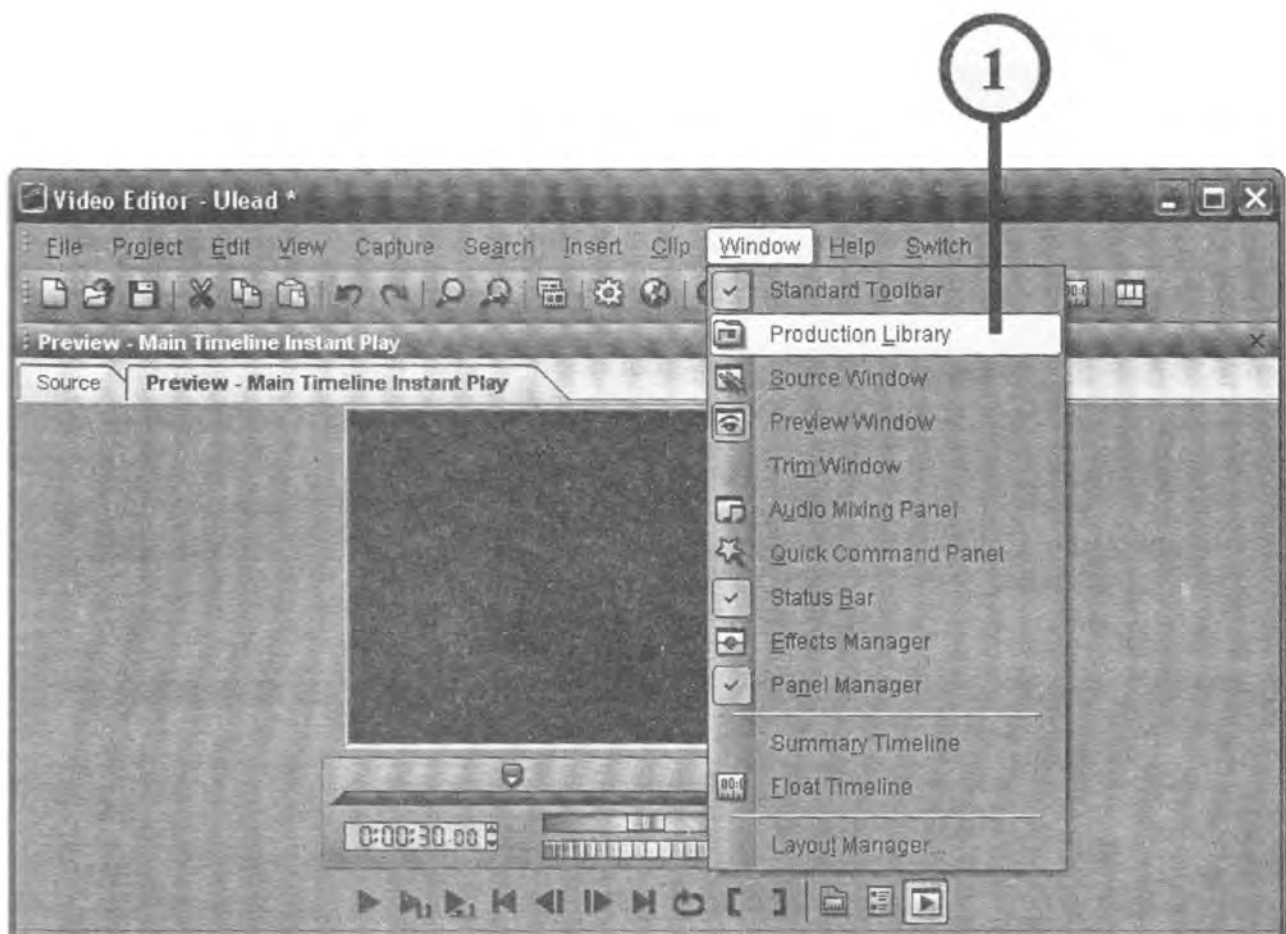 1
Video Editor - Ulead *
File Project Edit View Capture Search Insert Clip Window Help Switch
Standard Toolbar
Preview - Main Timeline Instant Play
Production Library
Source Preview - Main Timeline Instant Play
Source Window
Preview Window
Trim Window
Audio Mixing Panel
Quick Command Panel
Status Bar
Effects Manager
Panel Manager
Summary Timeline
Float Timeline
0:00:30.00
Layout Manager...